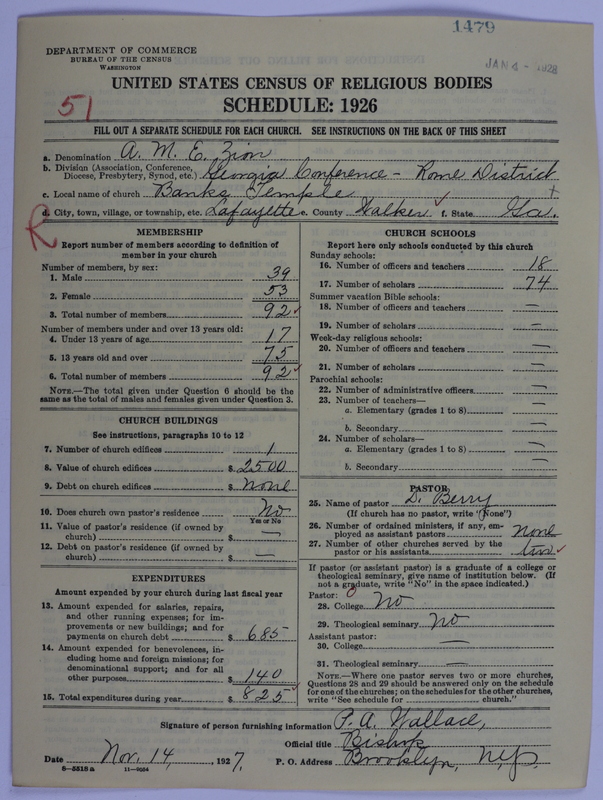 1479
DEPARTMENT OF COMMERCE
BUREAU OF THE CENSUS
WASHINGTON
JAN 4 - 1928
UNITED STATES CENSUS OF RELIGIOUS BODIES
SCHEDULE: 1926
51
FILL OUT A SEPARATE SCHEDULE FOR EACH CHURCH. SEE INSTRUCTIONS ON THE BACK OF THIS SHEET
a. Denomination A. M. E. Zion
b. Division (Association, Conference, Diocese, Presbytery, Synod, etc.) Georgia Conference - Rome District
c. Local name of church Banks Temple
d. City, town, village, or township, etc. Lafayette e. County Walker f. State Ga.
R
MEMBERSHIP
Report number of members according to definition of
member in your church
Number of members, by sex:
1. Male 39
2. Female 53
3. Total number of members 92
Number of members under and over 13 years old:
4. Under 13 years of age 17
5. 13 years old and over 75
6. Total number of members 92
NOTE.—The total given under Question 6 should be
same as the total of males and females given under Question 3.
CHURCH BUILDINGS
See instructions, paragraphs 10 to 12
7. Number of church edifices 1
8. Value of church edifices $ 2500
9. Debt on church edifices $ None
10. Does church own pastor's residence No
Yes or No
11. Value of pastor's residence (if owned by
church) $ —
12. Debt on pastor's residence (if owned by
church) $ —
EXPENDITURES
Amount expended by your church during last fiscal year
13. Amount expended for salaries, repairs,
and other running expenses; for im-
provements or new buildings; and for
payments on church debt $ 685
14. Amount expended for benevolences, in-
cluding home and foreign missions; for
denominational support; and for all
other purposes $ 140
15. Total expenditures during year $ 825
CHURCH SCHOOLS
Report here only schools conducted by this church
Sunday schools:
16. Number of officers and teachers 18
17. Number of scholars 74
Summer vacation Bible schools:
18. Number of officers and teachers —
19. Number of scholars —
Week-day religious schools:
20. Number of officers and teachers —
21. Number of scholars —
Parochial schools:
22. Number of administrative officers —
23. Number of teachers—
a. Elementary (grades 1 to 8) —
b. Secondary —
24. Number of scholars—
a. Elementary (grades 1 to 8) —
b. Secondary —
PASTOR
25. Name of pastor D. Berry
(If church has no pastor, write "None")
26. Number of ordained ministers, if any, em-
ployed as assistant pastors none
27. Number of other churches served by the
pastor or his assistants two
If pastor (or assistant pastor) is a graduate of a college or
theological seminary, give name of institution below. (If
not a graduate, write "No" in the space indicated.)
Pastor:
28. College No
29. Theological seminary No
Assistant pastor:
30. College —
31. Theological seminary —
NOTE.—Where one pastor serves two or more churches,
Questions 28 and 29 should be answered only on the schedule
for one of the churches; on the schedules for the other churches,
write "See schedule for church."
Signature of person furnishing information P. A. Wallace,
Official title Bishop
Date Nov. 14, 1927. P. O. Address Brooklyn, N.Y.
8—5518 a 11—9084